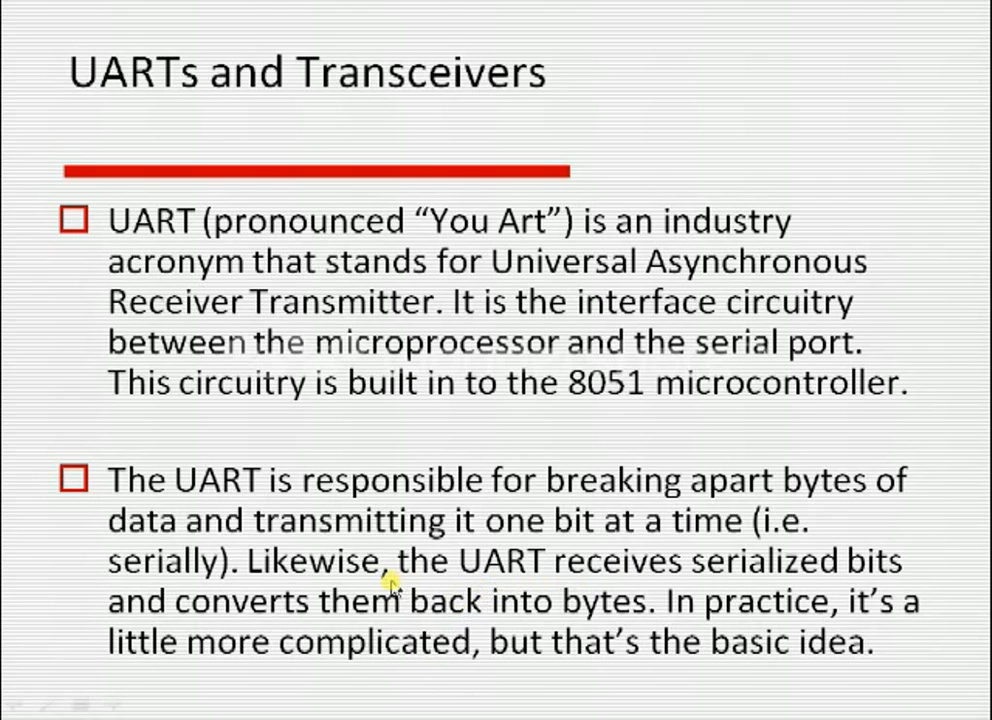 UARTs and Transceivers
UART (pronounced “You Art”) is an industry
acronym that stands for Universal Asynchronous
Receiver Transmitter. It is the interface circuitry
between the microprocessor and the serial port.
This circuitry is built in to the 8051 microcontroller.
The UART is responsible for breaking apart bytes of
data and transmitting it one bit at a time (i.e.
serially). Likewise, the UART receives serialized bits
and converts them back into bytes. In practice, it’s a
little more complicated, but that’s the basic idea.